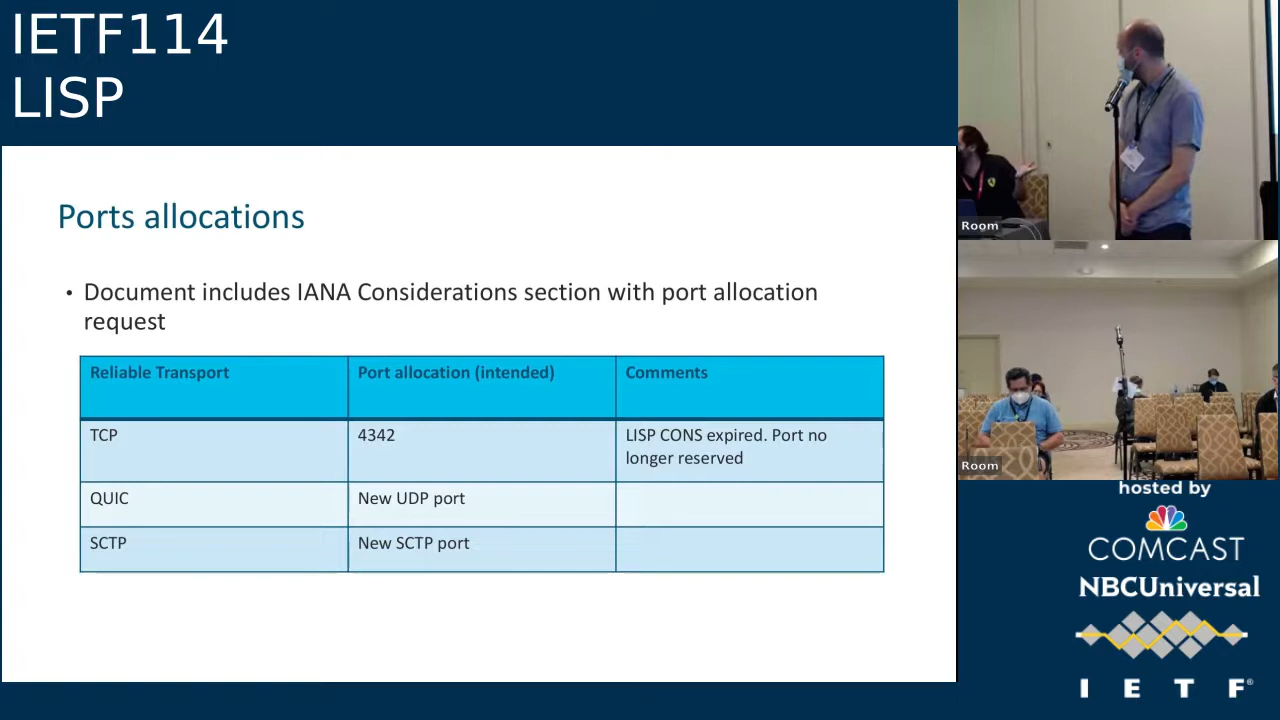 IETF114
LISP
Ports allocations
• Document includes IANA Considerations section with port allocation
request
Reliable Transport
Port allocation (intended)
Comments
TCP
4342
LISP CONS expired. Port no
longer reserved
QUIC
New UDP port
SCTP
New SCTP port
Room
Room
hosted by
COMCAST
NBCUniversal
I E T F®